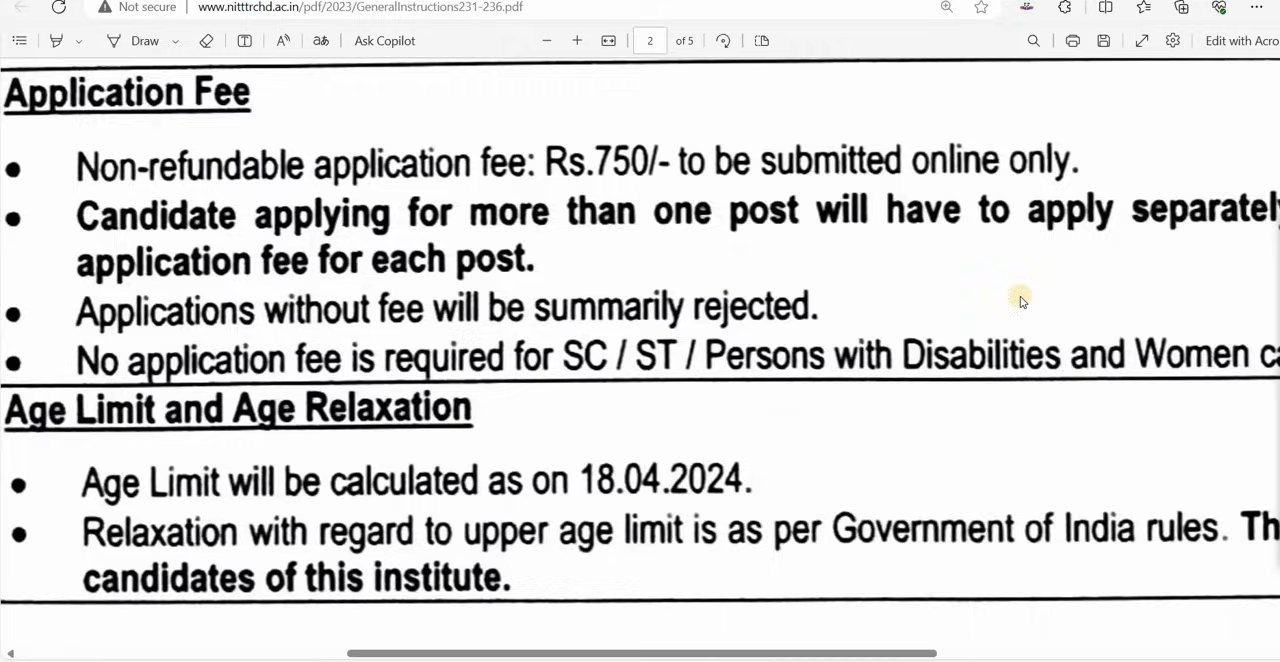 Not secure www.nitttrchd.ac.in/pdf/2023/GeneralInstructions231-236.pdf
Draw Ask Copilot 2 of 5 Edit with Acro
Application Fee
• Non-refundable application fee: Rs.750/- to be submitted online only.
• Candidate applying for more than one post will have to apply separatel
application fee for each post.
• Applications without fee will be summarily rejected.
• No application fee is required for SC / ST / Persons with Disabilities and Women ca
Age Limit and Age Relaxation
• Age Limit will be calculated as on 18.04.2024.
• Relaxation with regard to upper age limit is as per Government of India rules. Th
candidates of this institute.